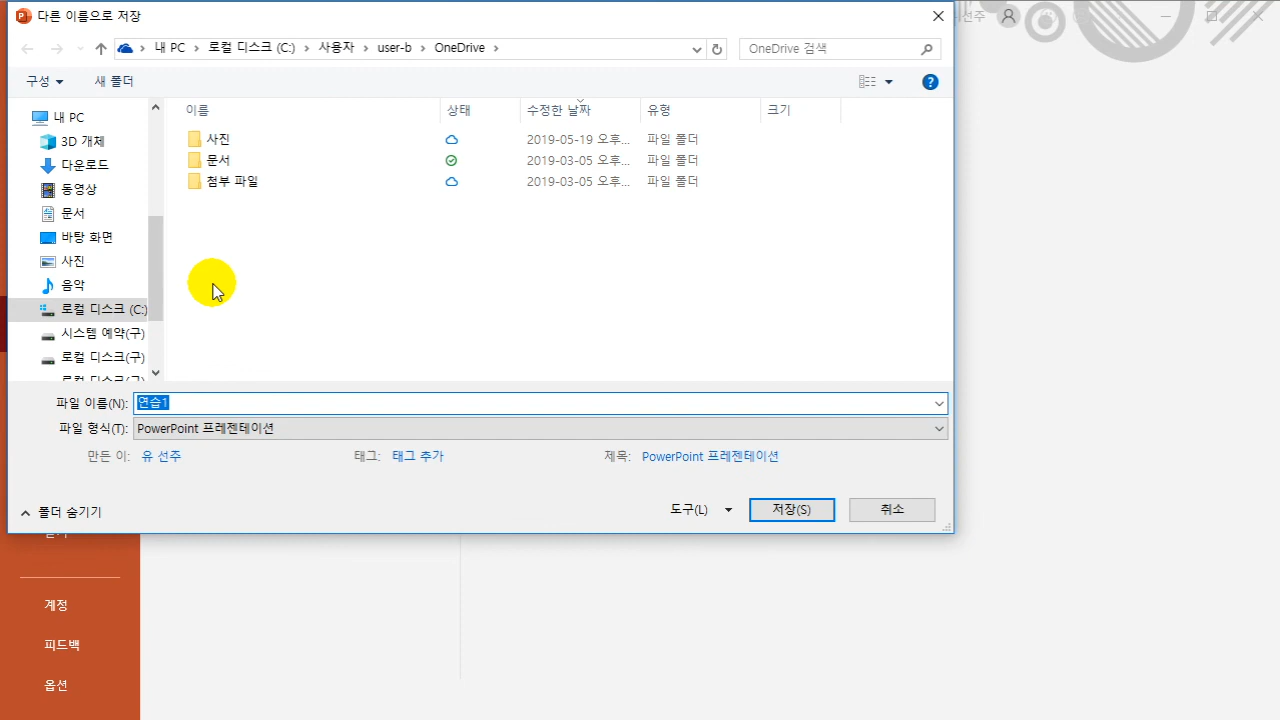 다른 이름으로 저장
선주
내 PC › 로컬 디스크 (C:) › 사용자 › user-b › OneDrive ›
OneDrive 검색
구성 새 폴더
내 PC
3D 개체
다운로드
동영상
문서
바탕 화면
사진
음악
로컬 디스크 (C:)
시스템 예약(구)
로컬 디스크(구)
이름 상태 수정한 날짜 유형 크기
사진 2019-05-19 오후... 파일 폴더
문서 2019-03-05 오후... 파일 폴더
첨부 파일 2019-03-05 오후... 파일 폴더
파일 이름(N): 연습1
파일 형식(T): PowerPoint 프레젠테이션
만든 이: 유 선주 태그: 태그 추가 제목: PowerPoint 프레젠테이션
폴더 숨기기 도구(L) 저장(S) 취소
계정
피드백
옵션